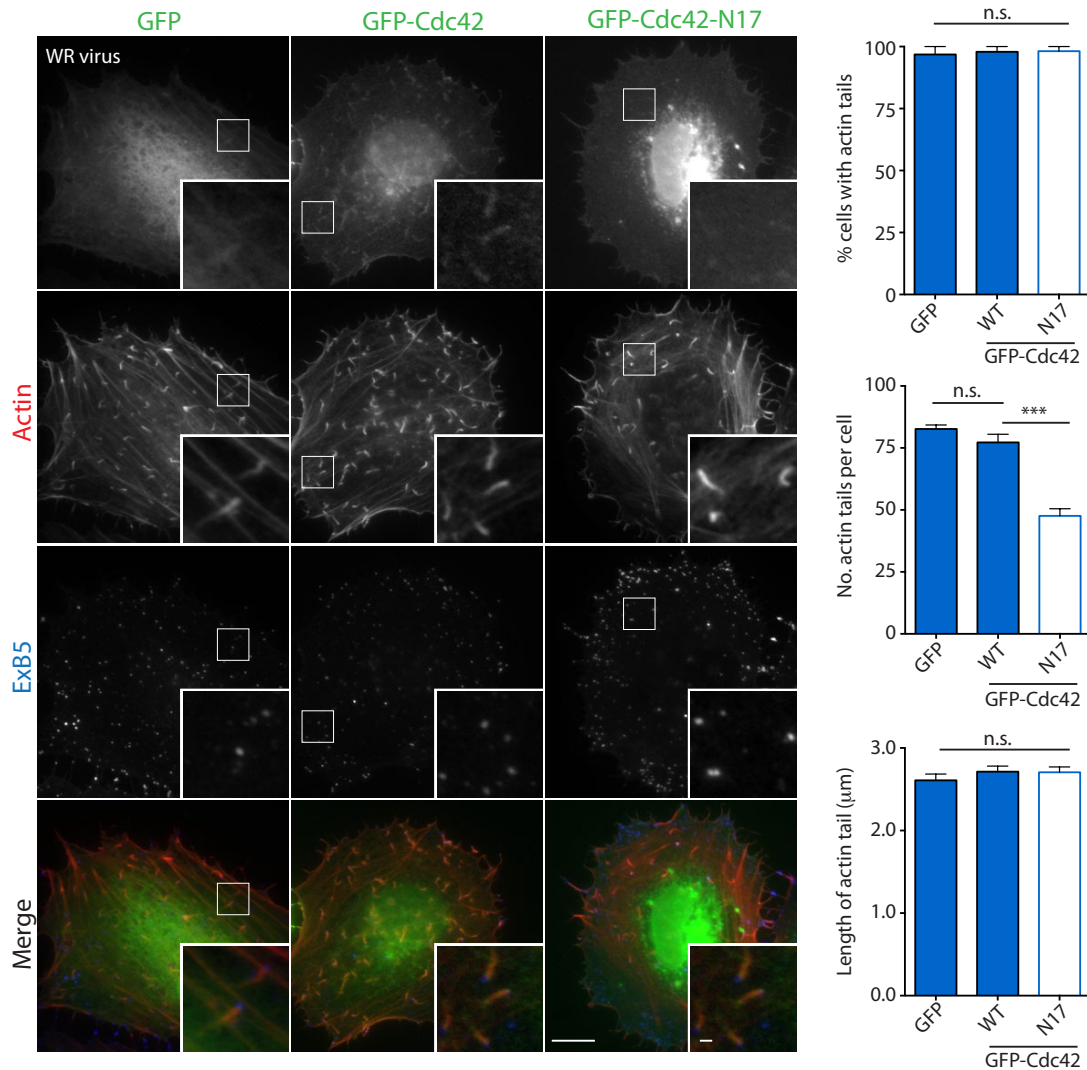 GFP GFP-Cdc42 GFP-Cdc42-N17
WR virus
Actin
ExB5
Merge
n.s.
100
75
50
25
0
% cells with actin tails
GFP WT N17
GFP-Cdc42
n.s.
***
100
75
50
25
0
No. actin tails per cell
GFP WT N17
GFP-Cdc42
n.s.
3.0
2.0
1.0
0.0
Length of actin tail (μm)
GFP WT N17
GFP-Cdc42